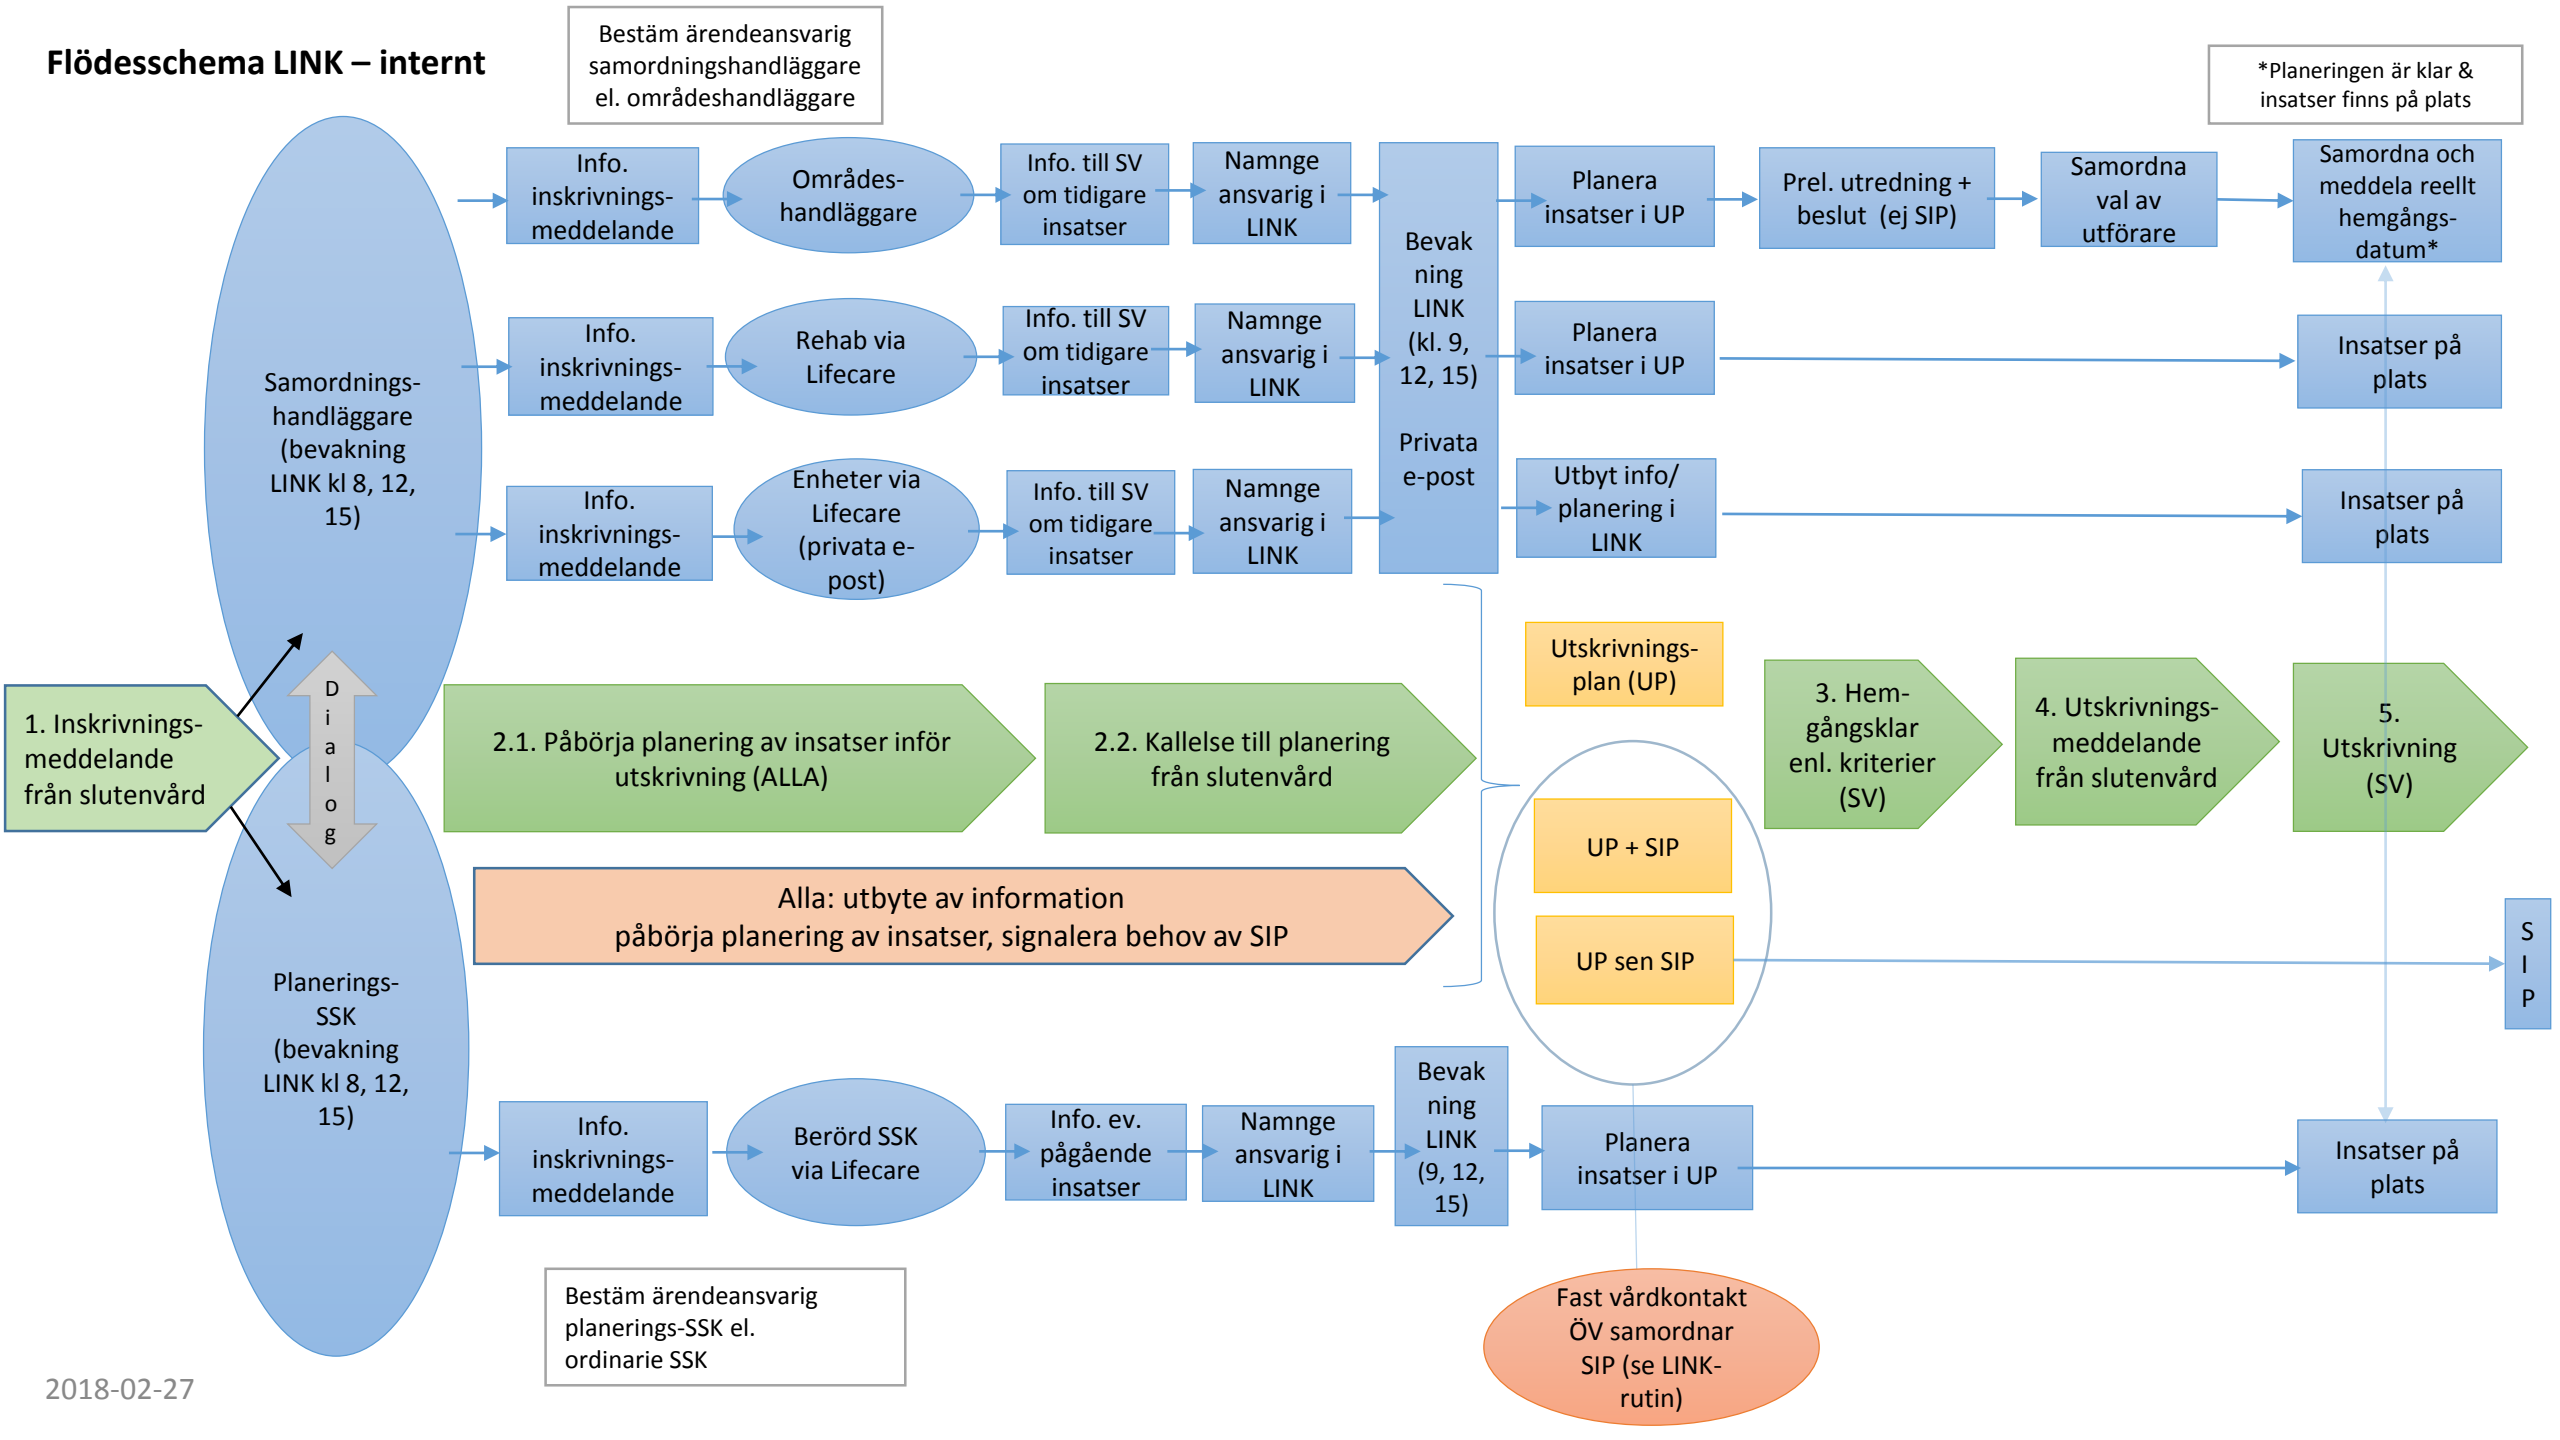 Flödesschema LINK – internt
Bestäm ärendeansvarig
samordningshandläggare
el. områdeshandläggare
*Planeringen är klar &
insatser finns på plats
Samordnings-
handläggare
(bevakning
LINK kl 8, 12,
15)
Info.
inskrivnings-
meddelande
Områdes-
handläggare
Info. till SV
om tidigare
insatser
Namnge
ansvarig i
LINK
Bevak
ning
LINK
(kl. 9,
12, 15)
Privata
e-post
Planera
insatser i UP
Prel. utredning +
beslut  (ej SIP)
Samordna
val av
utförare
Samordna och
meddela reellt
hemgångs-
datum*
Info.
inskrivnings-
meddelande
Rehab via
Lifecare
Info. till SV
om tidigare
insatser
Namnge
ansvarig i
LINK
Planera
insatser i UP
Insatser på
plats
Info.
inskrivnings-
meddelande
Enheter via
Lifecare
(privata e-
post)
Info. till SV
om tidigare
insatser
Namnge
ansvarig i
LINK
Utbyt info/
planering i
LINK
Insatser på
plats
1. Inskrivnings-
meddelande
från slutenvård
D
i
a
l
o
g
2.1. Påbörja planering av insatser inför
utskrivning (ALLA)
2.2. Kallelse till planering
från slutenvård
Utskrivnings-
plan (UP)
UP + SIP
UP sen SIP
3. Hem-
gångsklar
enl. kriterier
(SV)
4. Utskrivnings-
meddelande
från slutenvård
5.
Utskrivning
(SV)
Alla: utbyte av information
påbörja planering av insatser, signalera behov av SIP
S
I
P
Planerings-
SSK
(bevakning
LINK kl 8, 12,
15)
Info.
inskrivnings-
meddelande
Berörd SSK
via Lifecare
Info. ev.
pågående
insatser
Namnge
ansvarig i
LINK
Bevak
ning
LINK
(9, 12,
15)
Planera
insatser i UP
Insatser på
plats
Bestäm ärendeansvarig
planerings-SSK el.
ordinarie SSK
Fast vårdkontakt
ÖV samordnar
SIP (se LINK-
rutin)
2018-02-27